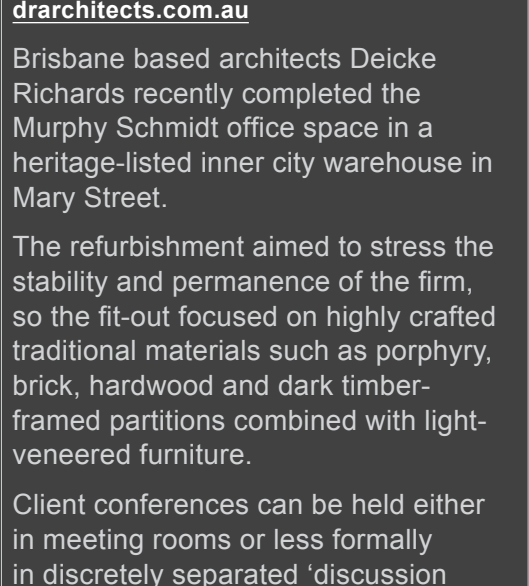 drarchitects.com.au
Brisbane based architects Deicke
Richards recently completed the
Murphy Schmidt office space in a
heritage-listed inner city warehouse in
Mary Street.
The refurbishment aimed to stress the
stability and permanence of the firm,
so the fit-out focused on highly crafted
traditional materials such as porphyry,
brick, hardwood and dark timber-
framed partitions combined with light-
veneered furniture.
Client conferences can be held either
in meeting rooms or less formally
in discretely separated ‘discussion